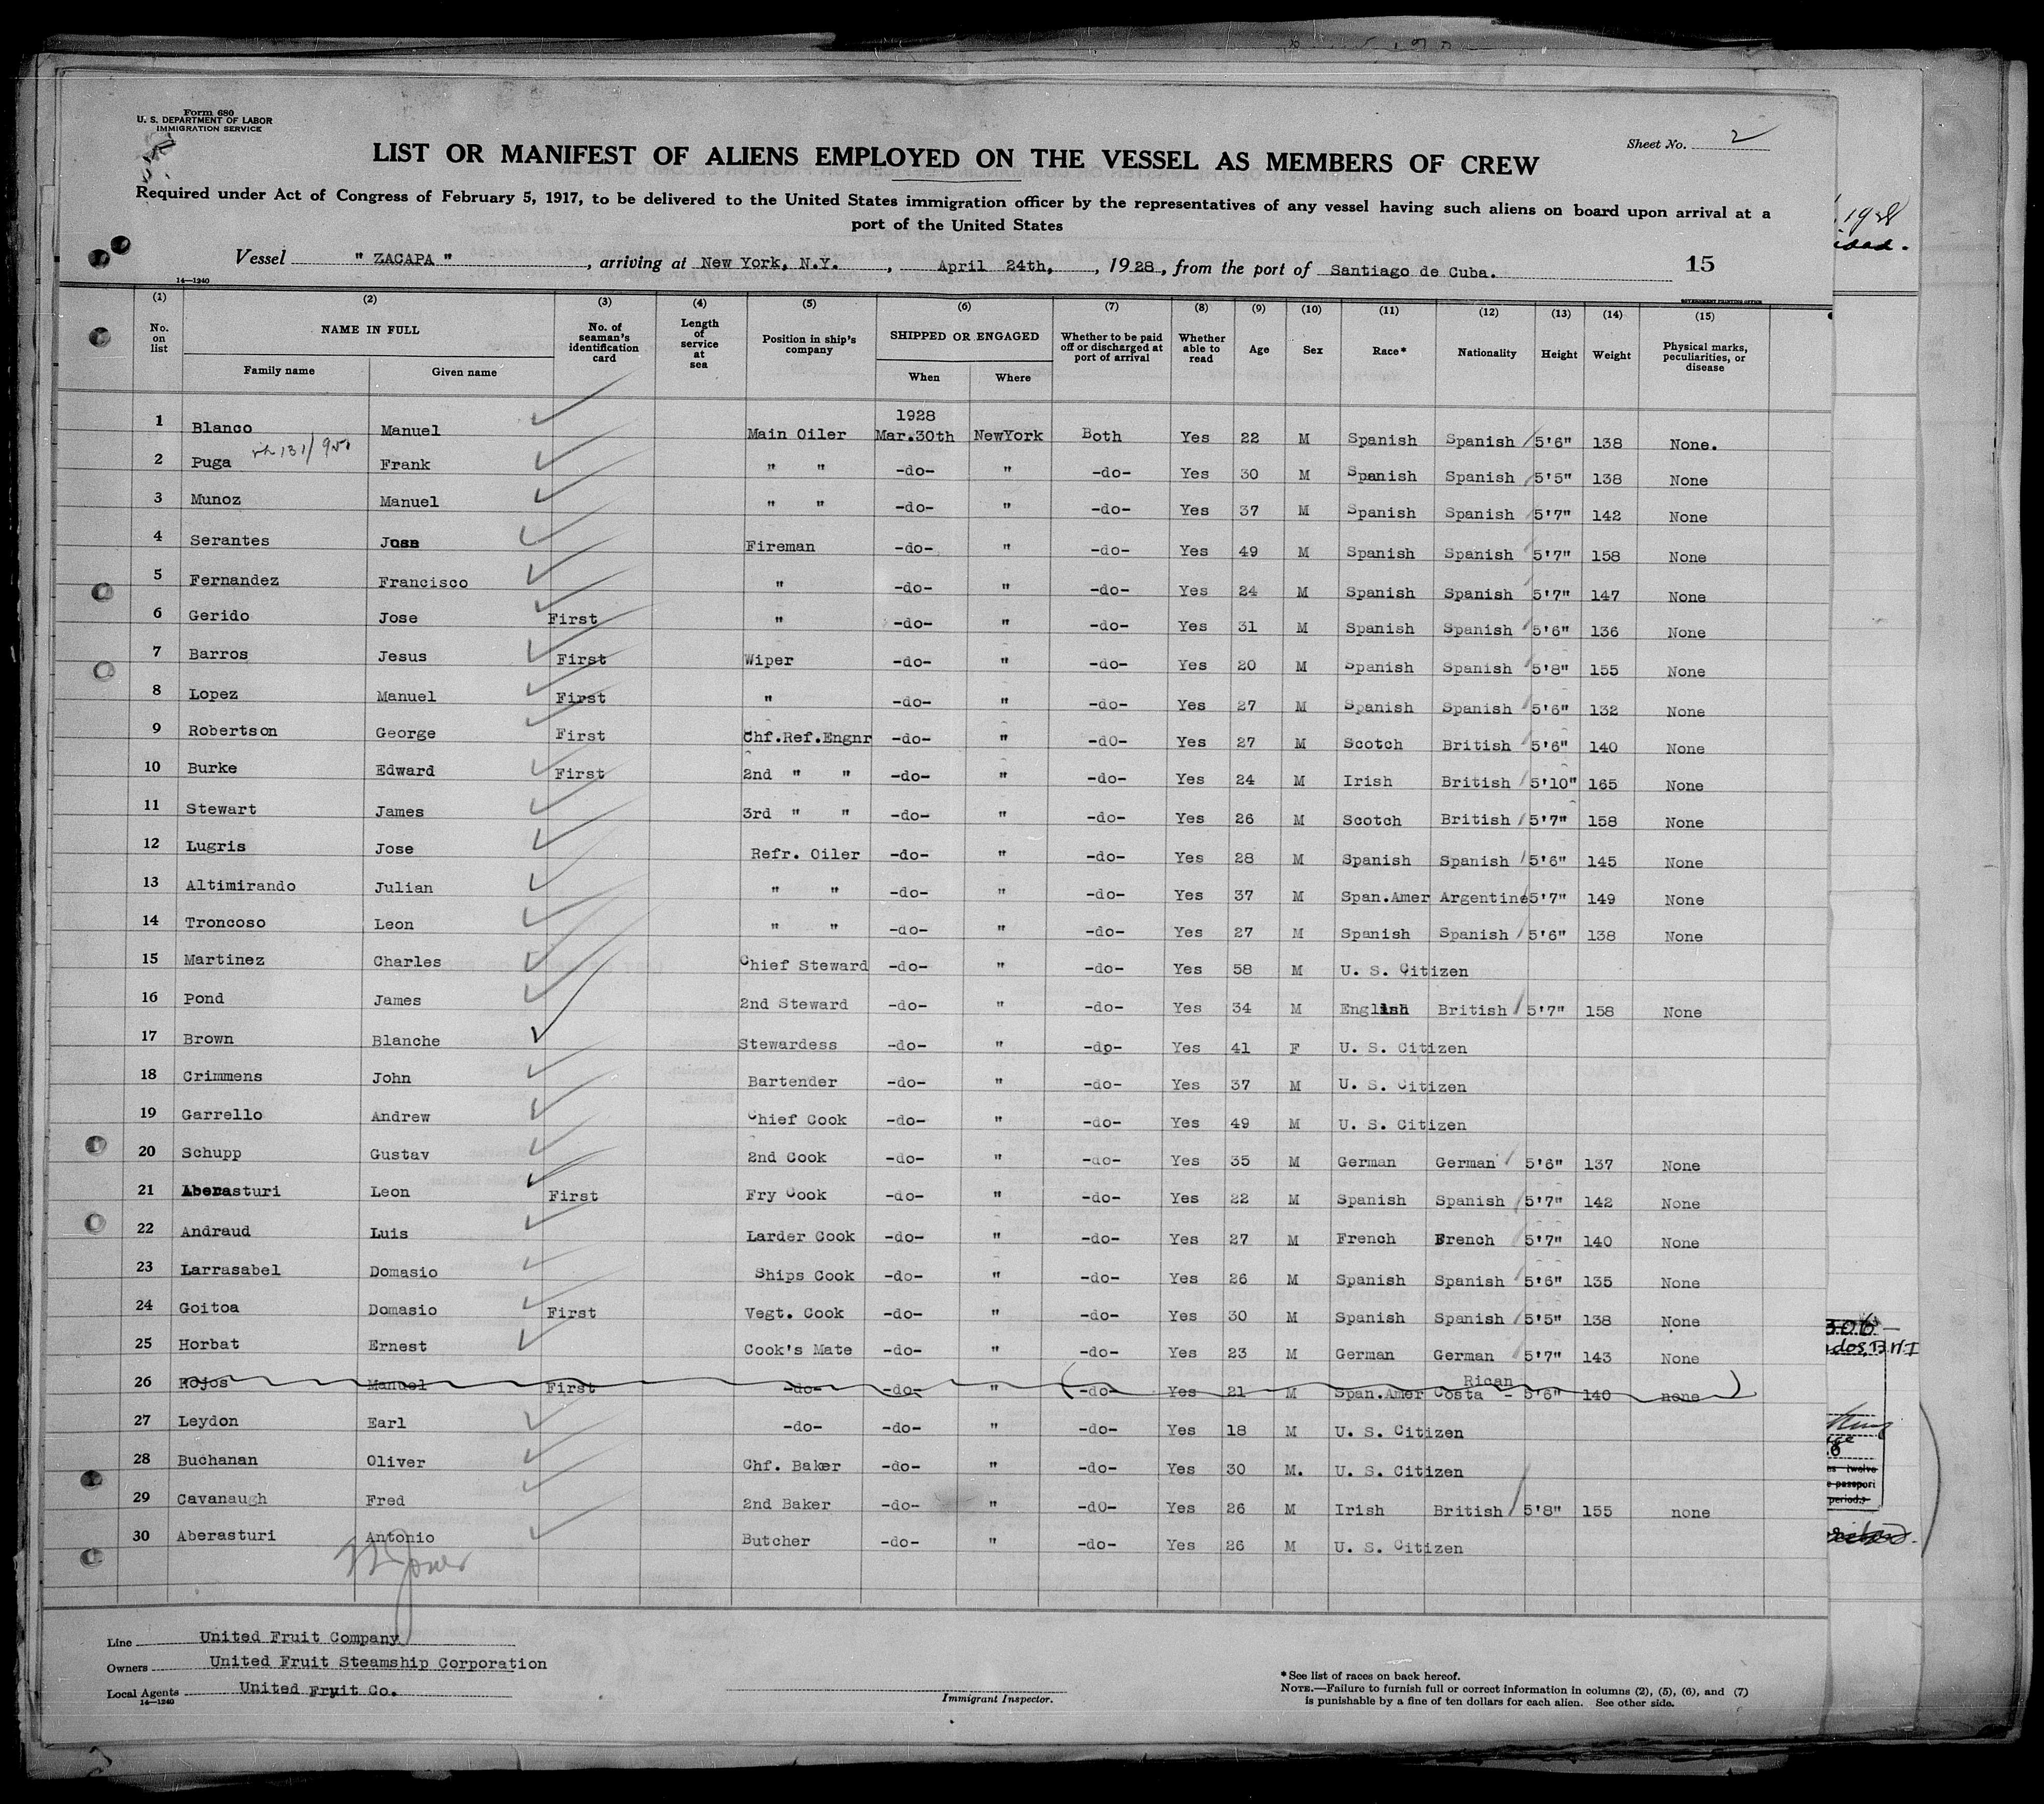 Form 680
U. S. DEPARTMENT OF LABOR
IMMIGRATION SERVICE
Sheet No. 2
LIST OR MANIFEST OF ALIENS EMPLOYED ON THE VESSEL AS MEMBERS OF CREW
Required under Act of Congress of February 5, 1917, to be delivered to the United States immigration officer by the representatives of any vessel having such aliens on board upon arrival at a
port of the United States
Vessel " ZACAPA ", arriving at New York, N.Y., April 24th, , 1928, from the port of Santiago de Cuba. 15
14—1240
GOVERNMENT PRINTING OFFICE
(1) (2) (3) (4) (5) (6) (7) (8) (9) (10) (11) (12) (13) (14) (15)
No. on list NAME IN FULL Family name Given name No. of seaman's identification card Length of service at sea Position in ship's company SHIPPED OR ENGAGED When Where Whether to be paid off or discharged at port of arrival Whether able to read Age Sex Race* Nationality Height Weight Physical marks, peculiarities, or disease
1928
1 Blanco Manuel Main Oiler Mar.30th NewYork Both Yes 22 M Spanish Spanish 5'6" 138 None.
2 Puga 131/950 Frank " " -do- " -do- Yes 30 M Spanish Spanish 5'5" 138 None
3 Munoz Manuel " " -do- " -do- Yes 37 M Spanish Spanish 5'7" 142 None
4 Serantes Fireman -do- " -do- Yes 49 M Spanish Spanish 5'7" 158 None
5 Fernandez Francisco " -do- " -do- Yes 24 M Spanish Spanish 5'7" 147 None
6 Gerido Jose First " -do- " -do- Yes 31 M Spanish Spanish 5'6" 136 None
7 Barros Jesus First Wiper -do- " -do- Yes 20 M Spanish Spanish 5'8" 155 None
8 Lopez Manuel First " -do- " -do- Yes 27 M Spanish Spanish 5'6" 132 None
9 Robertson George First Chf.Ref.Engnr -do- " -dO- Yes 27 M Scotch British 5'6" 140 None
10 Burke Edward First 2nd " " -do- " -do- Yes 24 M Irish British 5'10" 165 None
11 Stewart James 3rd " " -do- " -do- Yes 26 M Scotch British 5'7" 158 None
12 Lugris Jose Refr. Oiler -do- " -do- Yes 28 M Spanish Spanish 5'6" 145 None
13 Altimirando Julian " " -do- " -do- Yes 37 M Span.Amer Argentine 5'7" 149 None
14 Troncoso Leon " " -do- " -do- Yes 27 M Spanish Spanish 5'6" 138 None
15 Martinez Charles Chief Steward -do- " -do- Yes 58 M U. S. Citizen
16 Pond James 2nd Steward -do- " -do- Yes 34 M English British 5'7" 158 None
17 Brown Blanche Stewardess -do- " -do- Yes 41 F U. S. Citizen
18 Crimmens John Bartender -do- " -do- Yes 37 M U. S. Citizen
19 Garrello Andrew Chief Cook -do- " -do- Yes 49 M U. S. Citizen
20 Schupp Gustav 2nd Cook -do- " -do- Yes 35 M German German 5'6" 137 None
21 Aberasturi Leon First Fry Cook -do- " -do- Yes 22 M Spanish Spanish 5'7" 142 None
22 Andraud Luis Larder Cook -do- " -do- Yes 27 M French French 5'7" 140 None
23 Larrasabel Domasio Ships Cook -do- " -do- Yes 26 M Spanish Spanish 5'6" 135 None
24 Goitoa Domasio First Vegt. Cook -do- " -do- Yes 30 M Spanish Spanish 5'5" 138 None
25 Horbat Ernest Cook's Mate -do- " -do- Yes 23 M German German 5'7" 143 None
26 Rojos Manuel First -do- -do- " -do- Yes 21 M Span.Amer Costa Rican 5'6" 140 none
27 Leydon Earl -do- -do- " -do- Yes 18 M U. S. Citizen
28 Buchanan Oliver Chf. Baker -do- " -do- Yes 30 M. U. S. Citizen
29 Cavanaugh Fred 2nd Baker -do- " -dO- Yes 26 M Irish British 5'8" 155 none
30 Aberasturi Antonio Butcher -do- " -do- Yes 26 M U. S. Citizen
Line United Fruit Company
Owners United Fruit Steamship Corporation
Local Agents United Fruit Co.
14—1240
Immigrant Inspector.
*See list of races on back hereof.
NOTE.—Failure to furnish full or correct information in columns (2), (5), (6), and (7)
is punishable by a fine of ten dollars for each alien. See other side.